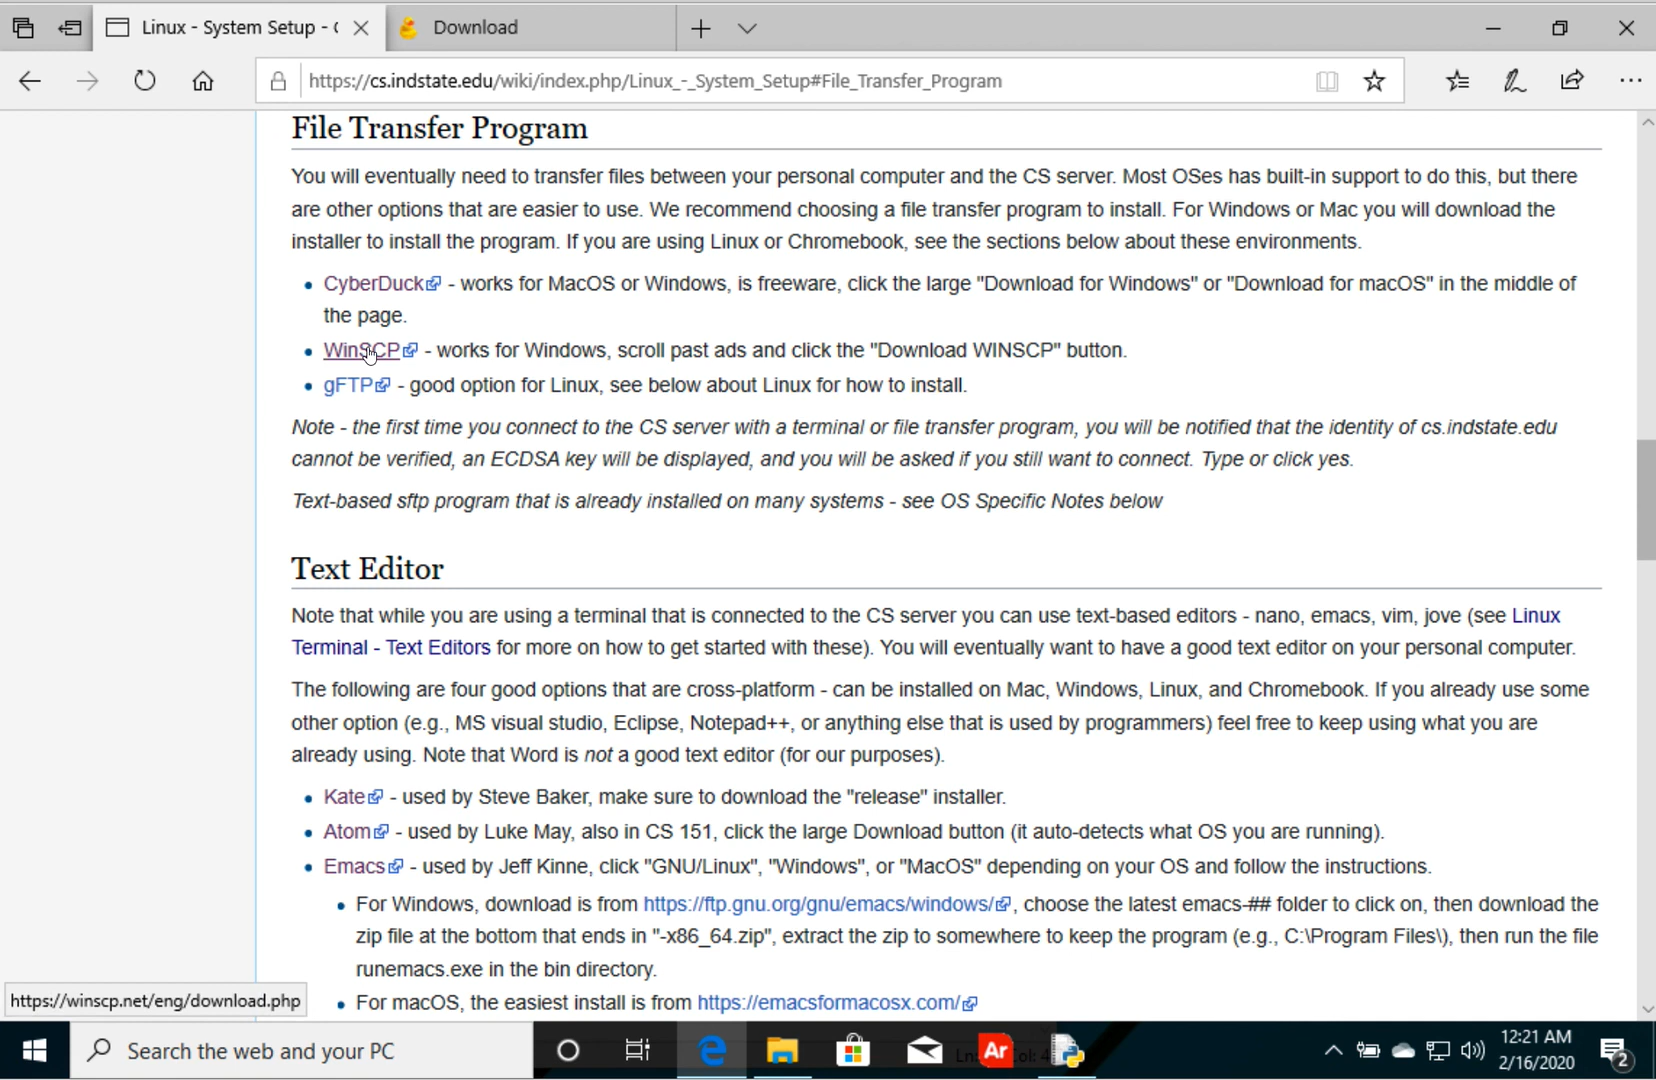 Linux - System Setup - (
Download
https://cs.indstate.edu/wiki/index.php/Linux_-_System_Setup#File_Transfer_Program
File Transfer Program
You will eventually need to transfer files between your personal computer and the CS server. Most OSes has built-in support to do this, but there
are other options that are easier to use. We recommend choosing a file transfer program to install. For Windows or Mac you will download the
installer to install the program. If you are using Linux or Chromebook, see the sections below about these environments.
• CyberDuck - works for MacOS or Windows, is freeware, click the large "Download for Windows" or "Download for macOS" in the middle of
the page.
• WinSCP - works for Windows, scroll past ads and click the "Download WINSCP" button.
• gFTP - good option for Linux, see below about Linux for how to install.
Note - the first time you connect to the CS server with a terminal or file transfer program, you will be notified that the identity of cs.indstate.edu
cannot be verified, an ECDSA key will be displayed, and you will be asked if you still want to connect. Type or click yes.
Text-based sftp program that is already installed on many systems - see OS Specific Notes below
Text Editor
Note that while you are using a terminal that is connected to the CS server you can use text-based editors - nano, emacs, vim, jove (see Linux
Terminal - Text Editors for more on how to get started with these). You will eventually want to have a good text editor on your personal computer.
The following are four good options that are cross-platform - can be installed on Mac, Windows, Linux, and Chromebook. If you already use some
other option (e.g., MS visual studio, Eclipse, Notepad++, or anything else that is used by programmers) feel free to keep using what you are
already using. Note that Word is not a good text editor (for our purposes).
• Kate - used by Steve Baker, make sure to download the "release" installer.
• Atom - used by Luke May, also in CS 151, click the large Download button (it auto-detects what OS you are running).
• Emacs - used by Jeff Kinne, click "GNU/Linux", "Windows", or "MacOS" depending on your OS and follow the instructions.
• For Windows, download is from https://ftp.gnu.org/gnu/emacs/windows/, choose the latest emacs-## folder to click on, then download the
zip file at the bottom that ends in "-x86_64.zip", extract the zip to somewhere to keep the program (e.g., C:\Program Files\), then run the file
runemacs.exe in the bin directory.
• For macOS, the easiest install is from https://emacsformacosx.com/
https://winscp.net/eng/download.php
Search the web and your PC
Ar
12:21 AM
2/16/2020
2